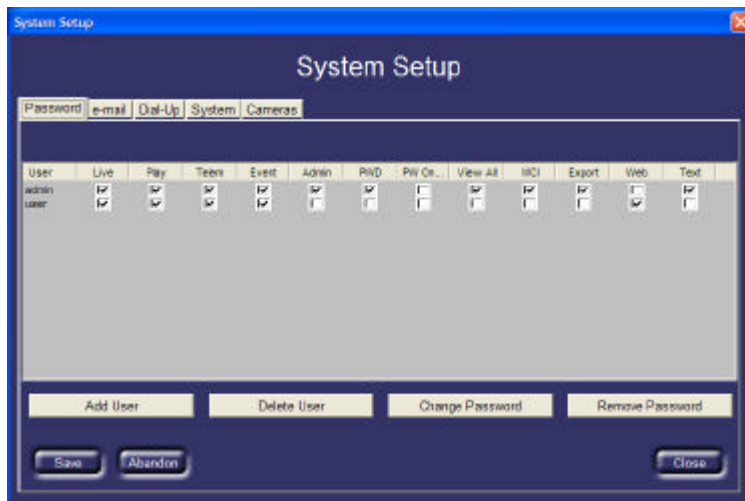 System Setup
System Setup
Password e-mail Dial-Up System Cameras
User Live Play Event Admin PWD PW On... View All MCI Export Web Text
admin
user
Add User Delete User Change Password Remove Password
Save Abandon Close